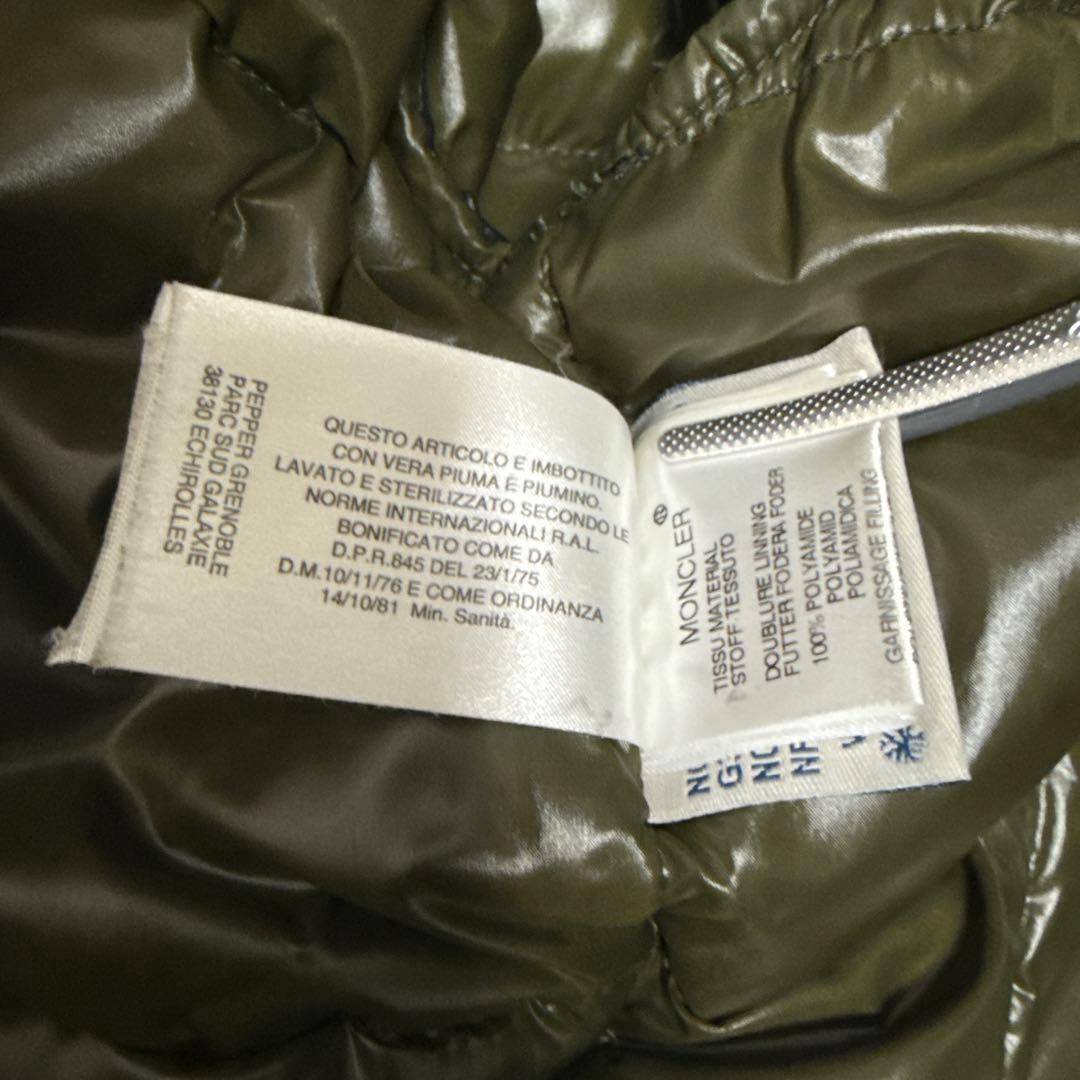 PEPPER GRENOBLE
PARC SUD GALAXIE
38130 ECHIROLLES
QUESTO ARTICOLO E IMBOTTITO
CON VERA PIUMA È PIUMINO.
LAVATO E STERILIZZATO SECONDO LE
NORME INTERNAZIONALI R.A.L.
BONIFICATO COME DA
D.P.R.845 DEL 23/1/75
D.M.10/11/76 E COME ORDINANZA
14/10/81 Min. Sanità.
MONCLER
TISSU MATERIAL
STOFF TESSUTO
DOUBLURE LINNING
FUTTER FODERA FODER
100% POLYAMIDE
POLYAMID
POLIAMIDICA
GARNISSAGE FILLING